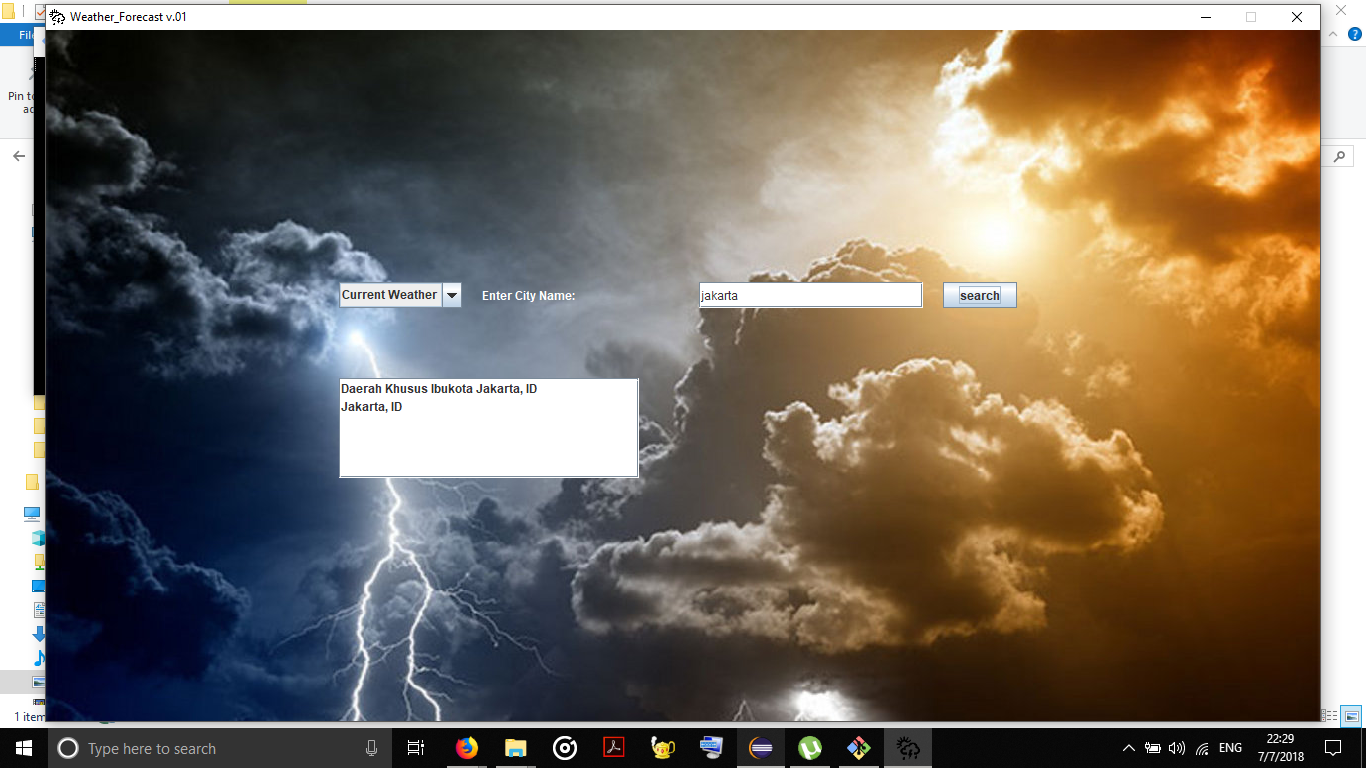 Weather_Forecast v.01
File
Pin to
Current Weather
Enter City Name:
jakarta
search
Daerah Khusus Ibukota Jakarta, ID
Jakarta, ID
1 item
Type here to search
ENG
22:29
7/7/2018